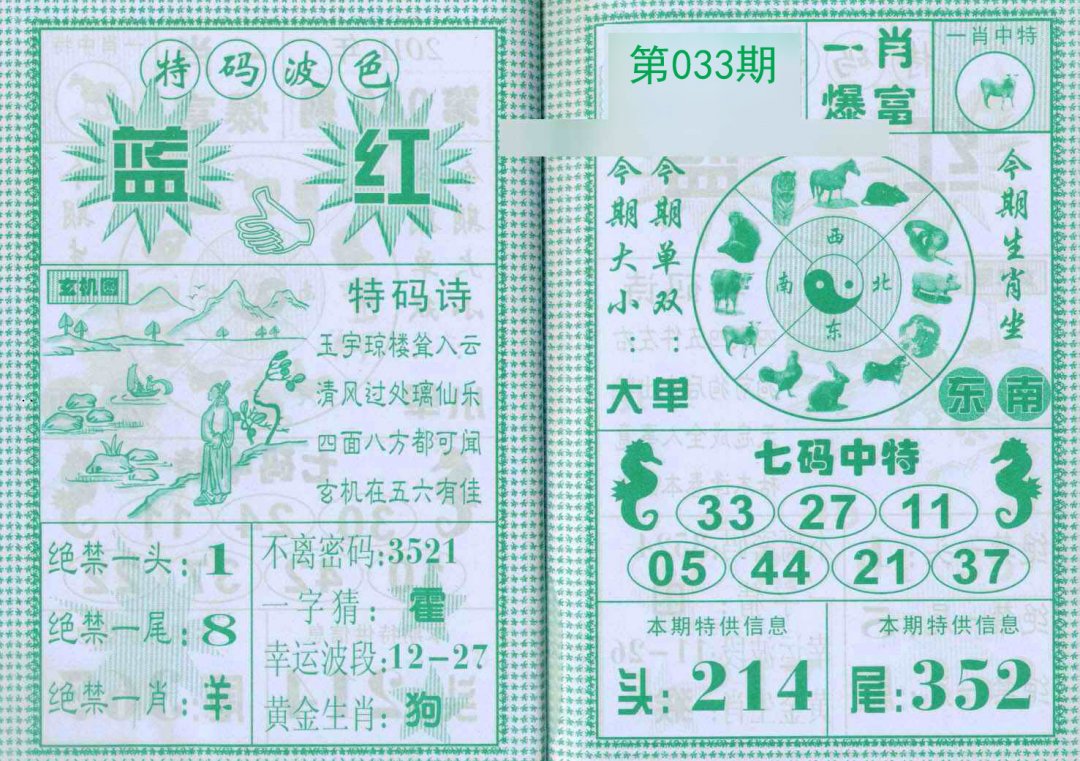 特码波色
蓝 红
玄机图
特码诗
玉宇琼楼耸入云
清风过处璃仙乐
四面八方都可闻
玄机在五六有佳
绝禁一头:1
绝禁一尾:8
绝禁一肖:羊
不离密码:3521
一字猜:霍
幸运波段:12-27
黄金生肖:狗
第033期
一肖
爆富
一肖中特
今期大小:
大
今期单双:
单
西
南 北
东
今期生肖坐
东南
七码中特
33 27 11
05 44 21 37
本期特供信息
头:214
本期特供信息
尾:352